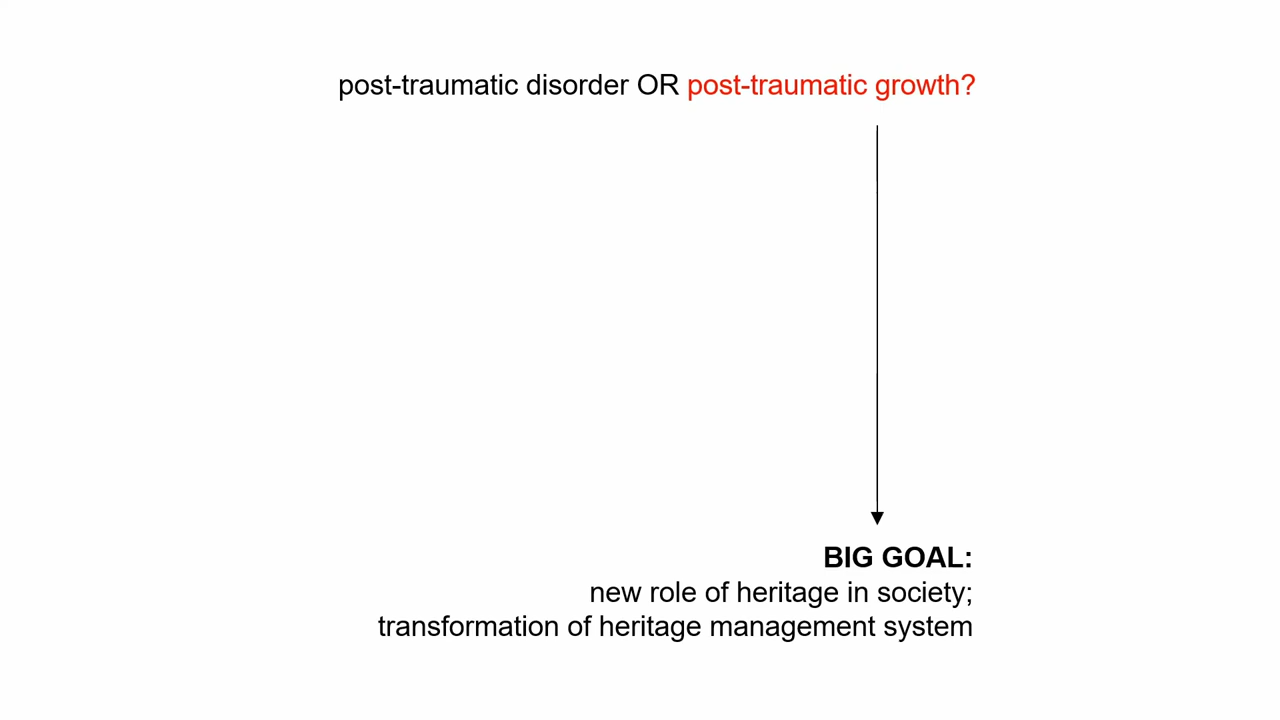 post-traumatic disorder OR post-traumatic growth?
BIG GOAL:
new role of heritage in society;
transformation of heritage management system